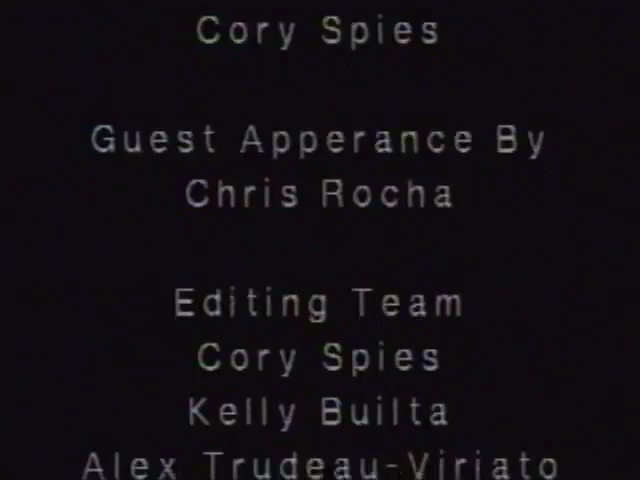 Cory Spies
Guest Apperance By
Chris Rocha
Editing Team
Cory Spies
Kelly Builta
Alex Trudeau-Viriato